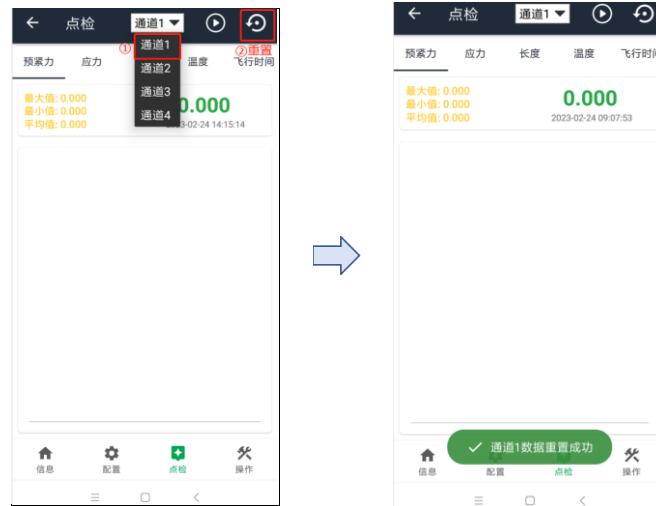 点检 通道1
① 通道1 ②重置
预紧力 应力 温度 飞行时间
通道2
通道3
通道4
最大值: 0.000
最小值: 0.000
平均值: 0.000
0.000
3-02-24 14:15:14
信息 配置 点检 操作
点检 通道1
预紧力 应力 长度 温度 飞行时间
最大值: 0.000
最小值: 0.000
平均值: 0.000
0.000
2023-02-24 09:07:53
通道1数据重置成功
信息 配置 点检 操作